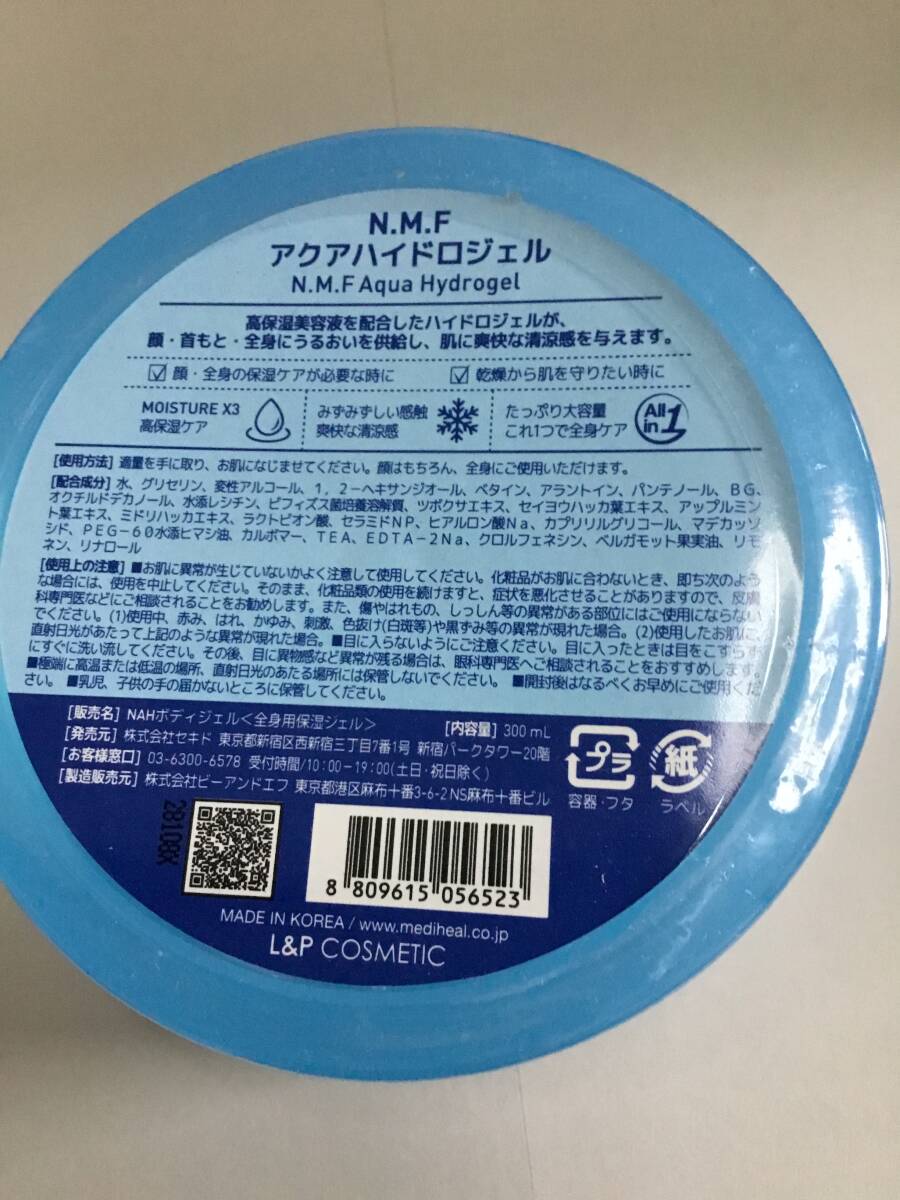 N.M.F
アクアハイドロジェル
N.M.F Aqua Hydrogel
高保湿美容液を配合したハイドロジェルが、
顔・首もと・全身にうるおいを供給し、肌に爽快な清涼感を与えます。
顔・全身の保湿ケアが必要な時に 乾燥から肌を守りたい時に
MOISTURE X3 みずみずしい感触 たっぷり大容量 All
高保湿ケア 爽快な清涼感 これ1つで全身ケア in 1
[使用方法] 適量を手に取り、お肌になじませてください。顔はもちろん、全身にご使用いただけます。
[配合成分] 水、グリセリン、変性アルコール、1，2－ヘキサンジオール、ベタイン、アラントイン、パンテノール、BG、
オクチルドデカノール、水添レシチン、ビフィズス菌培養溶解質、ツボクサエキス、セイヨウハッカ葉エキス、アップルミン
ト葉エキス、ミドリハッカエキス、ラクトビオン酸、セラミドNP、ヒアルロン酸Na、カプリリルグリコール、マデカッソ
シド、PEG－60水添ヒマシ油、カルボマー、TEA、EDTA－2Na、クロルフェネシン、ベルガモット果実油、リモ
ネン、リナロール
[使用上の注意] ■お肌に異常が生じていないかよく注意して使用してください。化粧品がお肌に合わないとき、即ち次のよう
な場合には、使用を中止してください。そのまま、化粧品類の使用を続けますと、症状を悪化させることがありますので、皮膚
科専門医などにご相談されることをお勧めします。また、傷やはれもの、しっしん等の異常がある部位にはご使用にならない
でください。(1)使用中、赤み、はれ、かゆみ、刺激、色抜け(白斑等)や黒ずみ等の異常が現れた場合。(2)使用したお肌に、
直射日光があたって上記のような異常が現れた場合。■目に入らないようにご注意ください。目に入ったときは目をこすらず
にすぐに洗い流してください。その後、目に異物感など異常が残る場合は、眼科専門医へご相談されることをおすすめします。
■極端に高温または低温の場所、直射日光のあたる場所には保管しないでください。■開封後はなるべくお早めにご使用くだ
さい。■乳児、子供の手の届かないところに保管してください。
[販売名] NAHボディジェル＜全身用保湿ジェル＞ [内容量] 300 mL
[発売元] 株式会社セキド 東京都新宿区西新宿三丁目7番1号 新宿パークタワー20階
[お客様窓口] 03-6300-6578 受付時間/10:00－19:00(土日・祝日除く)
[製造販売元] 株式会社ビーアンドエフ 東京都港区麻布十番3-6-2 NS麻布十番ビル
プラ 紙
容器・フタ ラベル
28108K
8 809615 056523
MADE IN KOREA / www.mediheal.co.jp
L&P COSMETIC